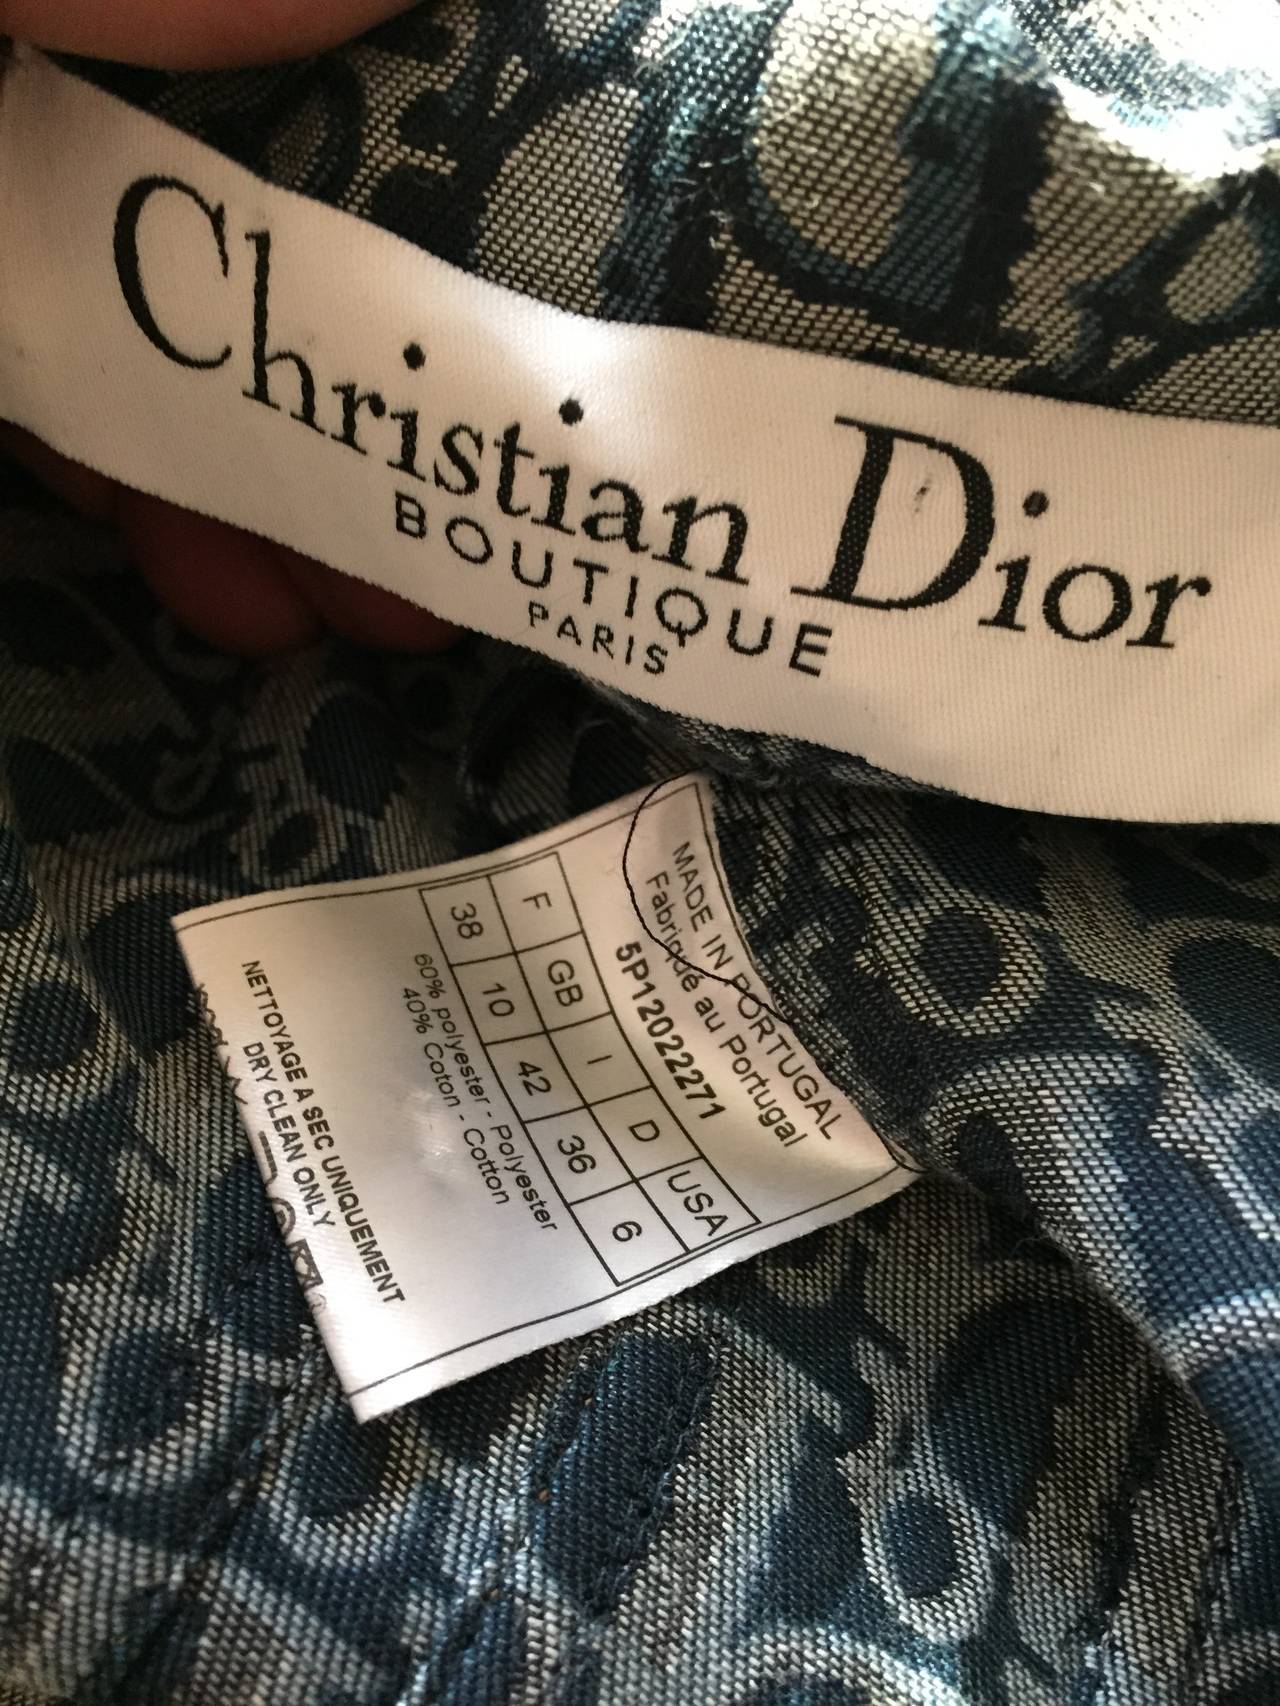 Christian Dior
BOUTIQUE
PARIS
MADE IN PORTUGAL
Fabriqué au Portugal
5P12022271
F GB I D USA
38 10 42 36 6
60% polyester - Polyester
40% Coton - Cotton
NETTOYAGE A SEC UNIQUEMENT
DRY CLEAN ONLY